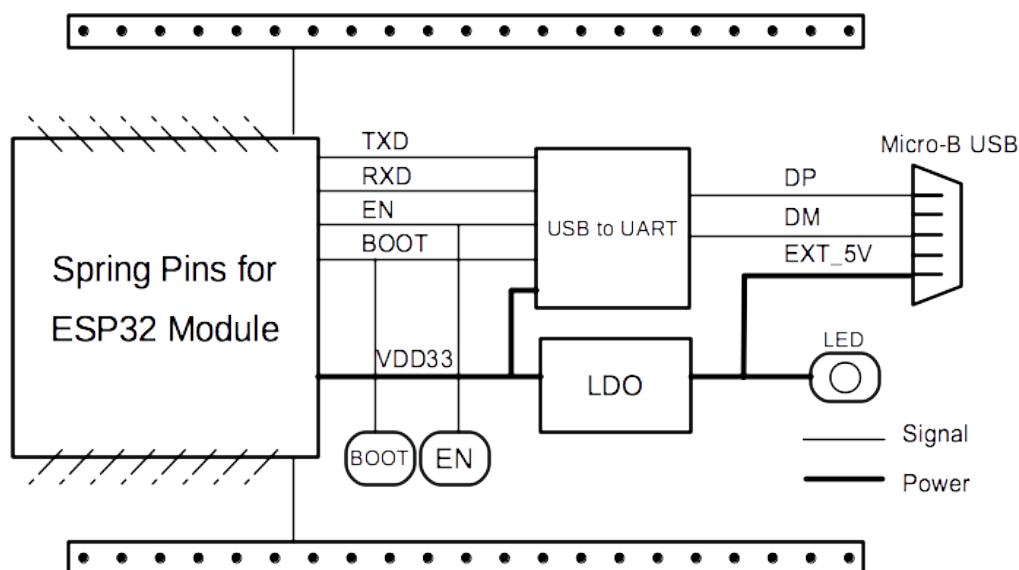 TXD
Micro-B USB
RXD
DP
EN
USB to UART
DM
BOOT
EXT_5V
Spring Pins for
ESP32 Module
VDD33
LED
LDO
BOOT
EN
Signal
Power